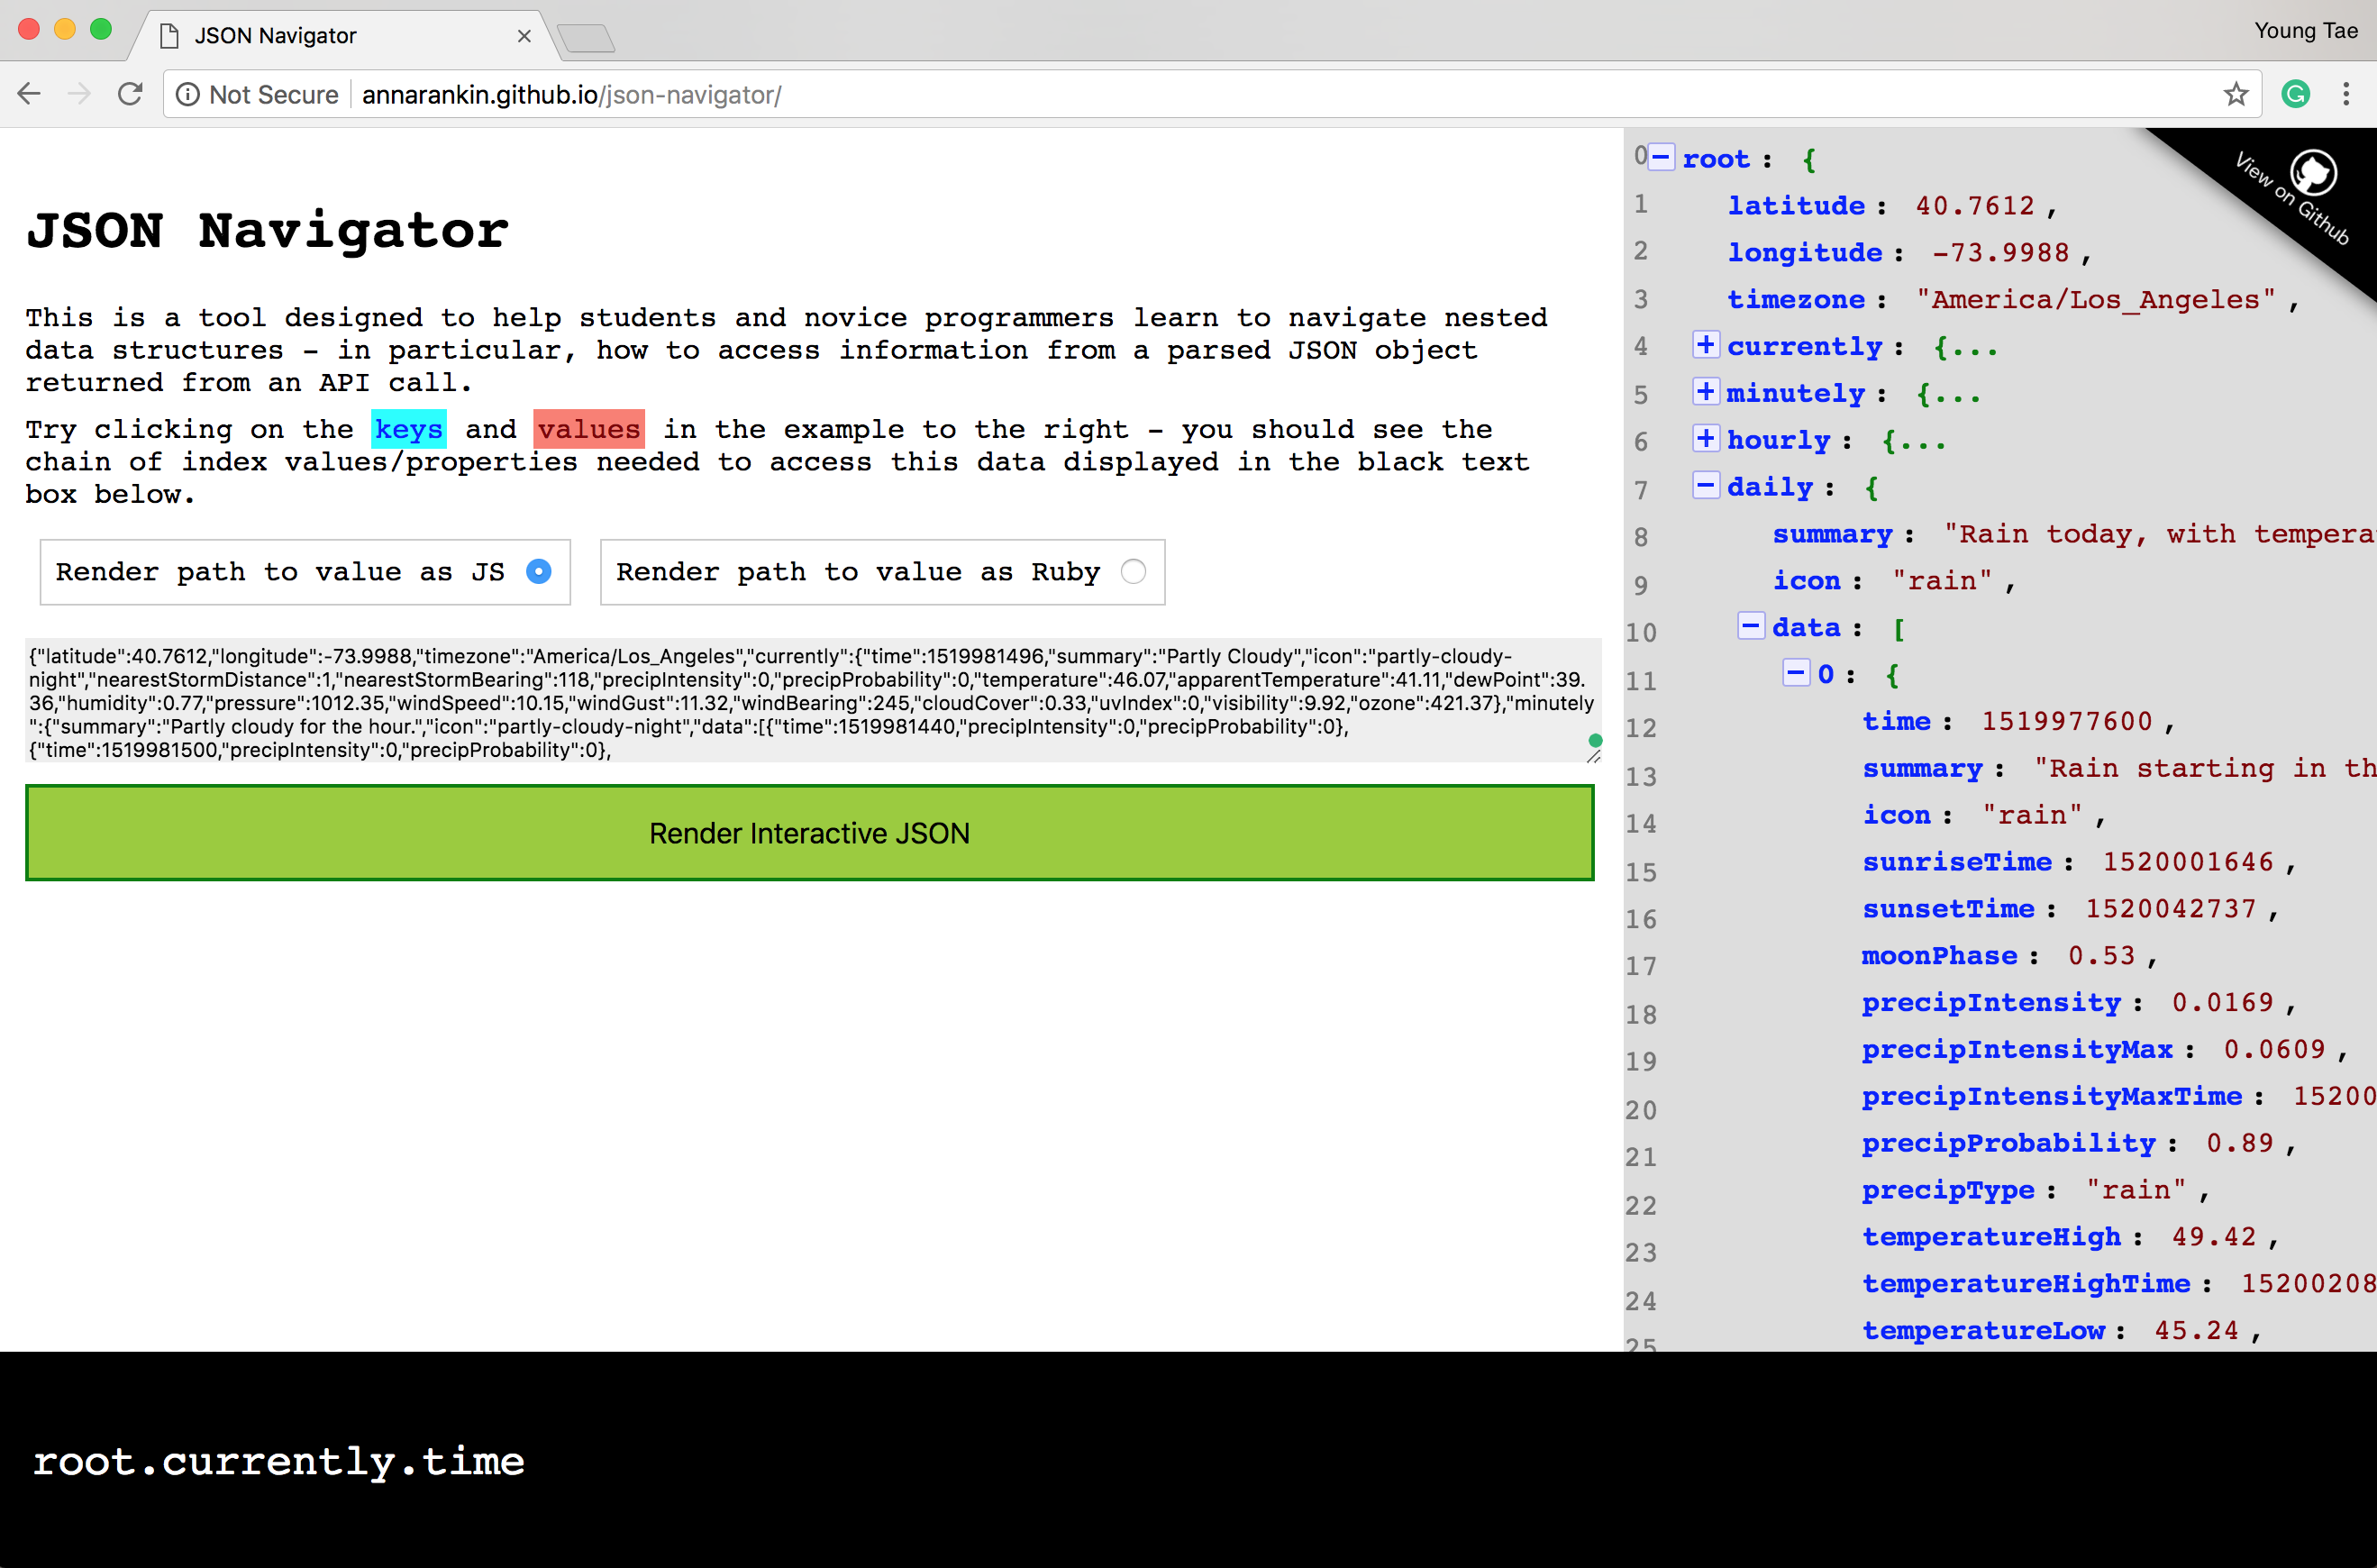 JSON Navigator
Young Tae
Not Secure annarankin.github.io/json-navigator/
JSON Navigator
This is a tool designed to help students and novice programmers learn to navigate nested
data structures – in particular, how to access information from a parsed JSON object
returned from an API call.
Try clicking on the keys and values in the example to the right – you should see the
chain of index values/properties needed to access this data displayed in the black text
box below.
Render path to value as JS
Render path to value as Ruby
{"latitude":40.7612,"longitude":-73.9988,"timezone":"America/Los_Angeles","currently":{"time":1519981496,"summary":"Partly Cloudy","icon":"partly-cloudy-
night","nearestStormDistance":1,"nearestStormBearing":118,"precipIntensity":0,"precipProbability":0,"temperature":46.07,"apparentTemperature":41.11,"dewPoint":39.
36,"humidity":0.77,"pressure":1012.35,"windSpeed":10.15,"windGust":11.32,"windBearing":245,"cloudCover":0.33,"uvIndex":0,"visibility":9.92,"ozone":421.37},"minutely
":{"summary":"Partly cloudy for the hour.","icon":"partly-cloudy-night","data":[{"time":1519981440,"precipIntensity":0,"precipProbability":0},
{"time":1519981500,"precipIntensity":0,"precipProbability":0},
Render Interactive JSON
View on Github
0 root : {
1 latitude : 40.7612 ,
2 longitude : -73.9988 ,
3 timezone : "America/Los_Angeles" ,
4 currently : {...
5 minutely : {...
6 hourly : {...
7 daily : {
8 summary : "Rain today, with tempera
9 icon : "rain" ,
10 data : [
11 0 : {
12 time : 1519977600 ,
13 summary : "Rain starting in th
14 icon : "rain" ,
15 sunriseTime : 1520001646 ,
16 sunsetTime : 1520042737 ,
17 moonPhase : 0.53 ,
18 precipIntensity : 0.0169 ,
19 precipIntensityMax : 0.0609 ,
20 precipIntensityMaxTime : 15200
21 precipProbability : 0.89 ,
22 precipType : "rain" ,
23 temperatureHigh : 49.42 ,
24 temperatureHighTime : 15200208
25 temperatureLow : 45.24 ,
root.currently.time